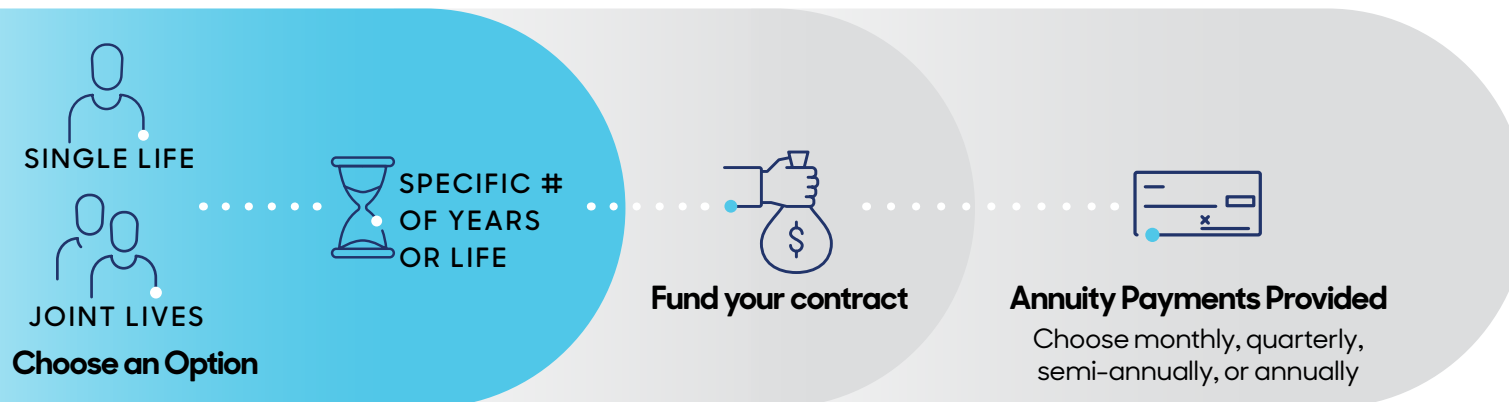 SINGLE LIFE
JOINT LIVES
Choose an Option
SPECIFIC #
OF YEARS
OR LIFE
$
Fund your contract
x
Annuity Payments Provided
Choose monthly, quarterly,
semi-annually, or annually